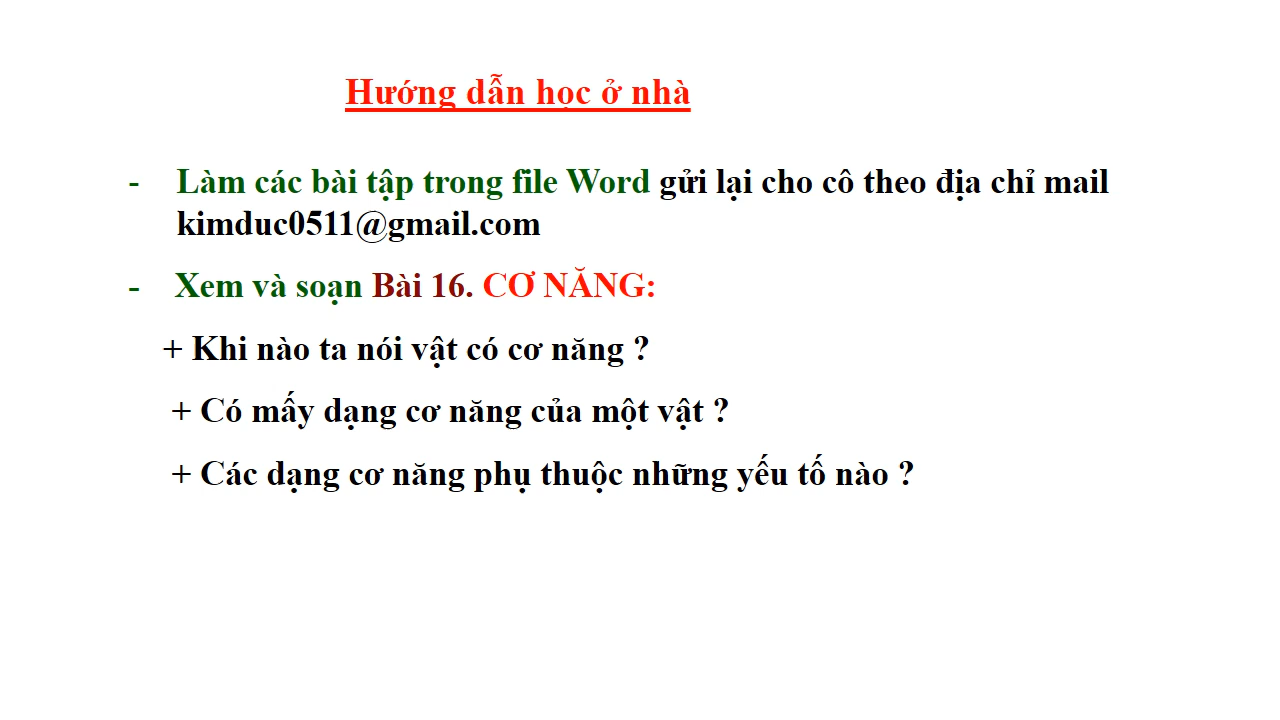 Hướng dẫn học ở nhà
- Làm các bài tập trong file Word gửi lại cho cô theo địa chỉ mail
kimduc0511@gmail.com
- Xem và soạn Bài 16. CƠ NĂNG:
+ Khi nào ta nói vật có cơ năng ?
+ Có mấy dạng cơ năng của một vật ?
+ Các dạng cơ năng phụ thuộc những yếu tố nào ?